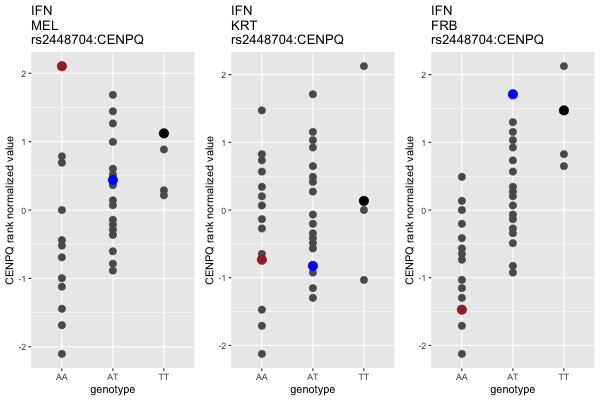 IFN
MEL
rs2448704:CENPQ
CENPQ rank normalized value
2
1
0
-1
-2
AA AT TT
genotype
IFN
KRT
rs2448704:CENPQ
CENPQ rank normalized value
2
1
0
-1
-2
AA AT TT
genotype
IFN
FRB
rs2448704:CENPQ
CENPQ rank normalized value
2
1
0
-1
-2
AA AT TT
genotype